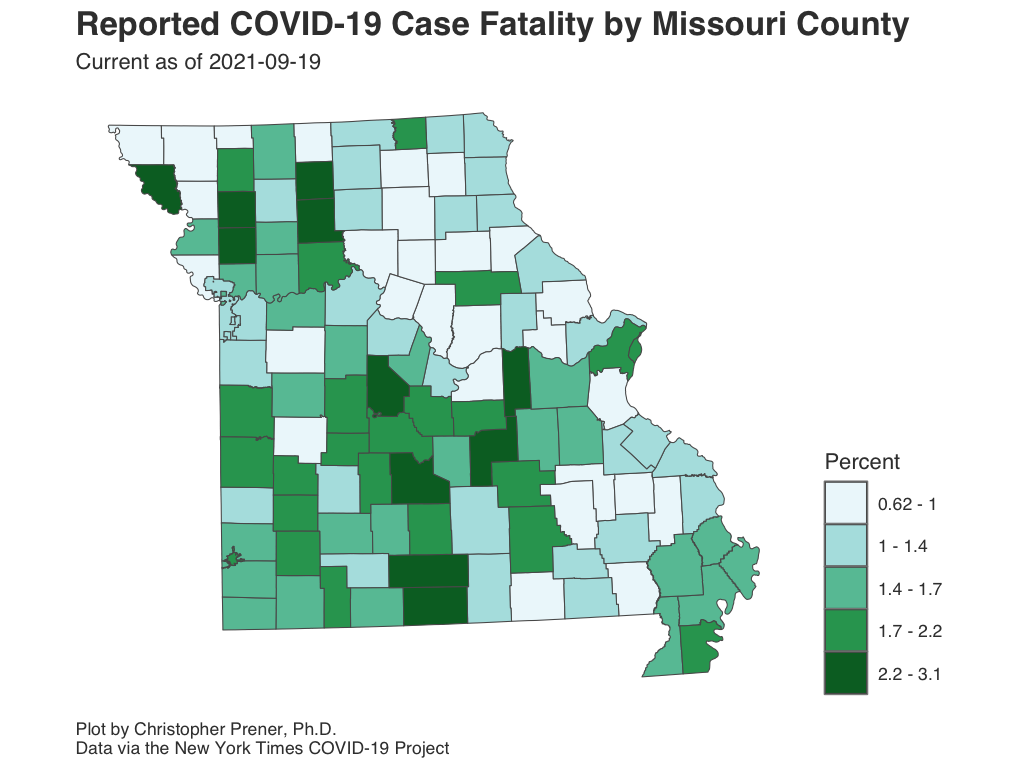 Reported COVID-19 Case Fatality by Missouri County
Current as of 2021-09-19
Percent
0.62 - 1
1 - 1.4
1.4 - 1.7
1.7 - 2.2
2.2 - 3.1
Plot by Christopher Prener, Ph.D.
Data via the New York Times COVID-19 Project